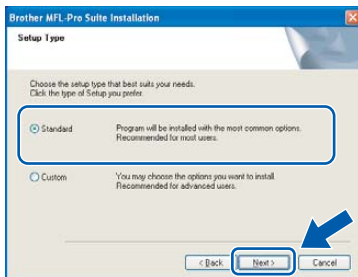 Brother MFL-Pro Suite Installation
Setup Type
Choose the setup type that best suits your needs.
Click the type of Setup you prefer.
Standard
Program will be installed with the most common options.
Recommended for most users.
Custom
You may choose the options you want to install.
Recommended for advanced users.
< Back
Next >
Cancel